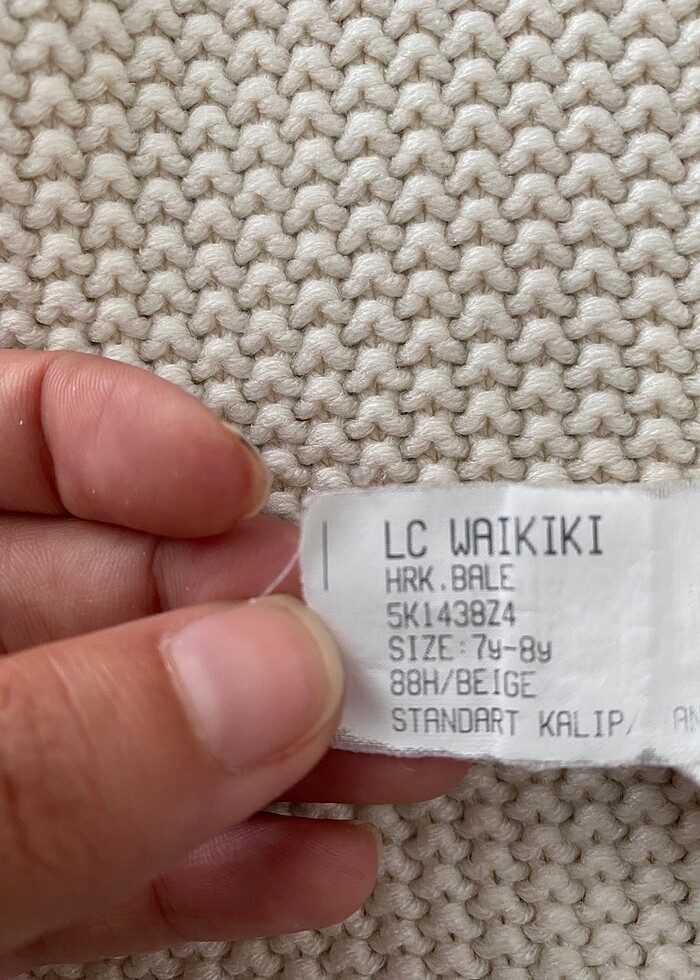 LC WAIKIKI
HRK.BALE
5K1438Z4
SIZE:7y-8y
88H/BEIGE
STANDART KALIP/